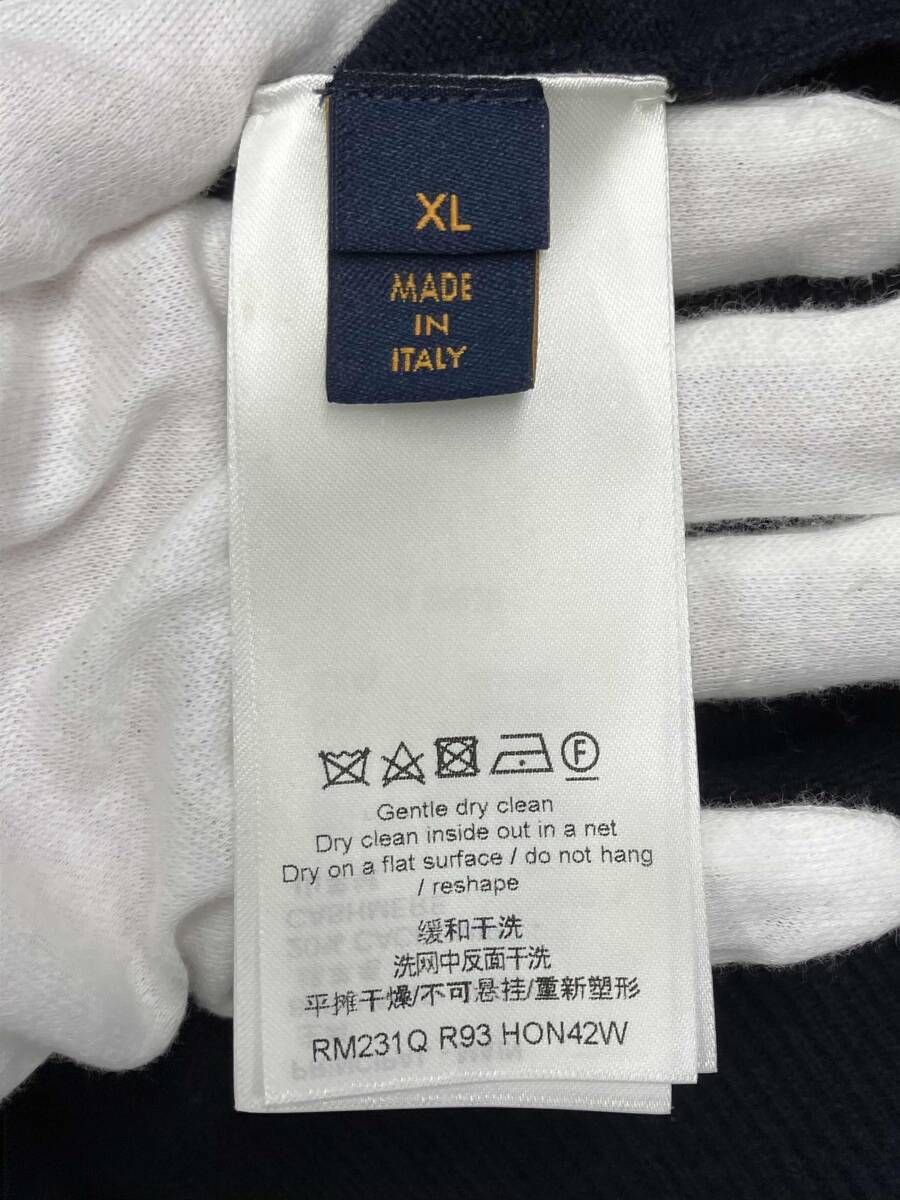 XL
MADE
IN
ITALY
F
Gentle dry clean
Dry clean inside out in a net
Dry on a flat surface / do not hang
/ reshape
缓和干洗
洗网中反面干洗
平摊干燥/不可悬挂/重新塑形
RM231Q R93 HON42W